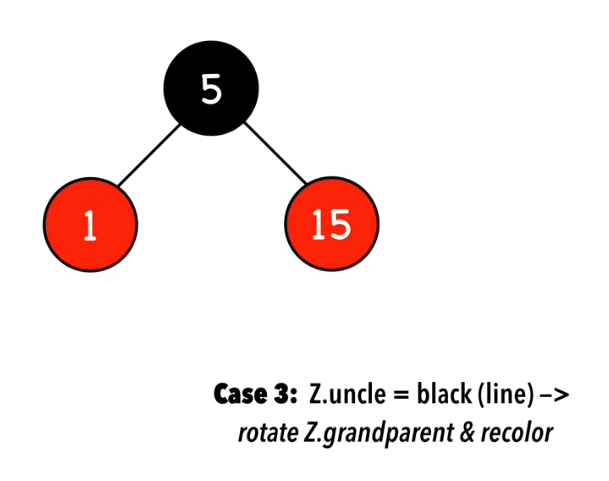 5
1
15
Case 3: Z.uncle = black (line) —>
rotate Z.grandparent & recolor